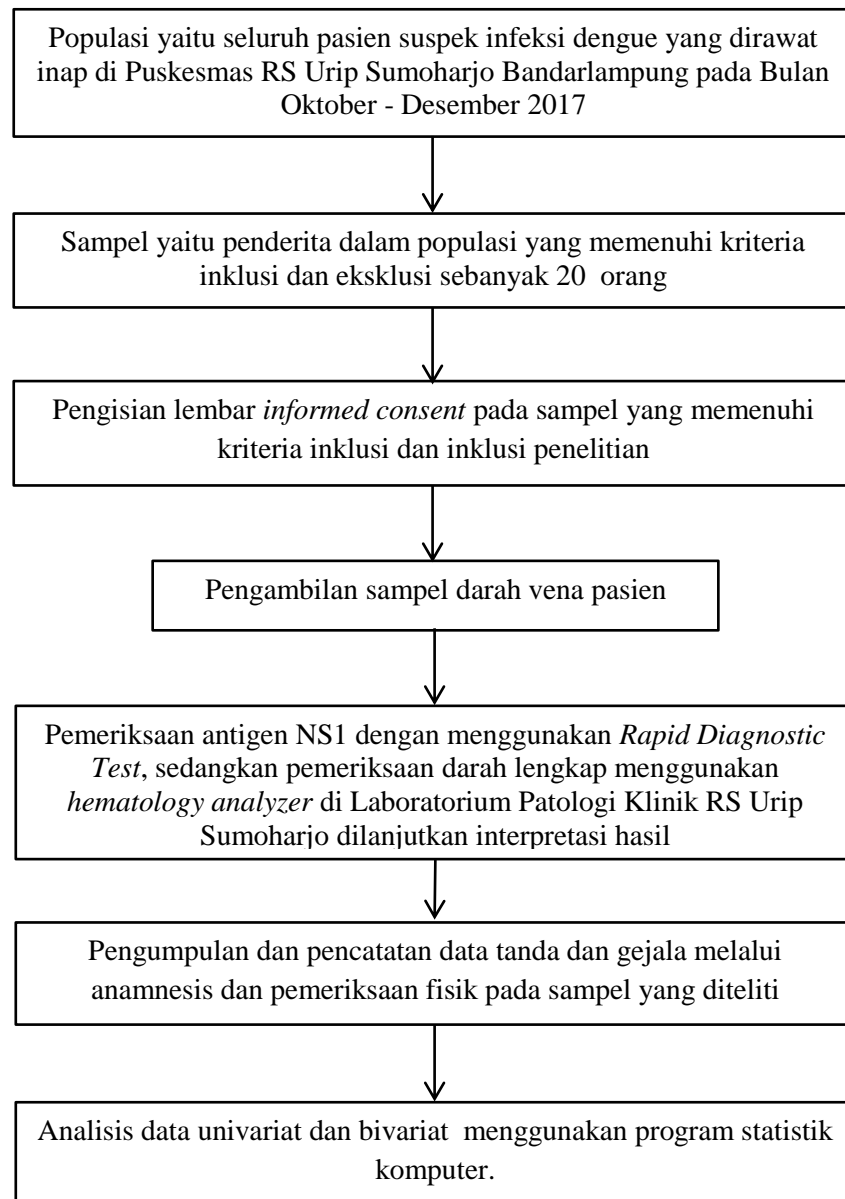 Populasi yaitu seluruh pasien suspek infeksi dengue yang dirawat
inap di Puskesmas RS Urip Sumoharjo Bandarlampung pada Bulan
Oktober - Desember 2017
Sampel yaitu penderita dalam populasi yang memenuhi kriteria
inklusi dan eksklusi sebanyak 20 orang
Pengisian lembar informed consent pada sampel yang memenuhi
kriteria inklusi dan inklusi penelitian
Pengambilan sampel darah vena pasien
Pemeriksaan antigen NS1 dengan menggunakan Rapid Diagnostic
Test, sedangkan pemeriksaan darah lengkap menggunakan
hematology analyzer di Laboratorium Patologi Klinik RS Urip
Sumoharjo dilanjutkan interpretasi hasil
Pengumpulan dan pencatatan data tanda dan gejala melalui
anamnesis dan pemeriksaan fisik pada sampel yang diteliti
Analisis data univariat dan bivariat menggunakan program statistik
komputer.